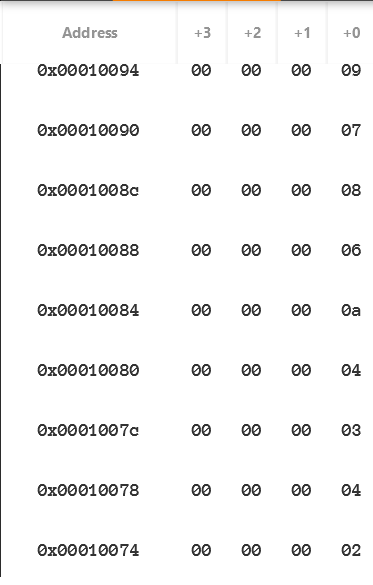 Address +3 +2 +1 +0
0x00010094 00 00 00 09
0x00010090 00 00 00 07
0x0001008c 00 00 00 08
0x00010088 00 00 00 06
0x00010084 00 00 00 0a
0x00010080 00 00 00 04
0x0001007c 00 00 00 03
0x00010078 00 00 00 04
0x00010074 00 00 00 02